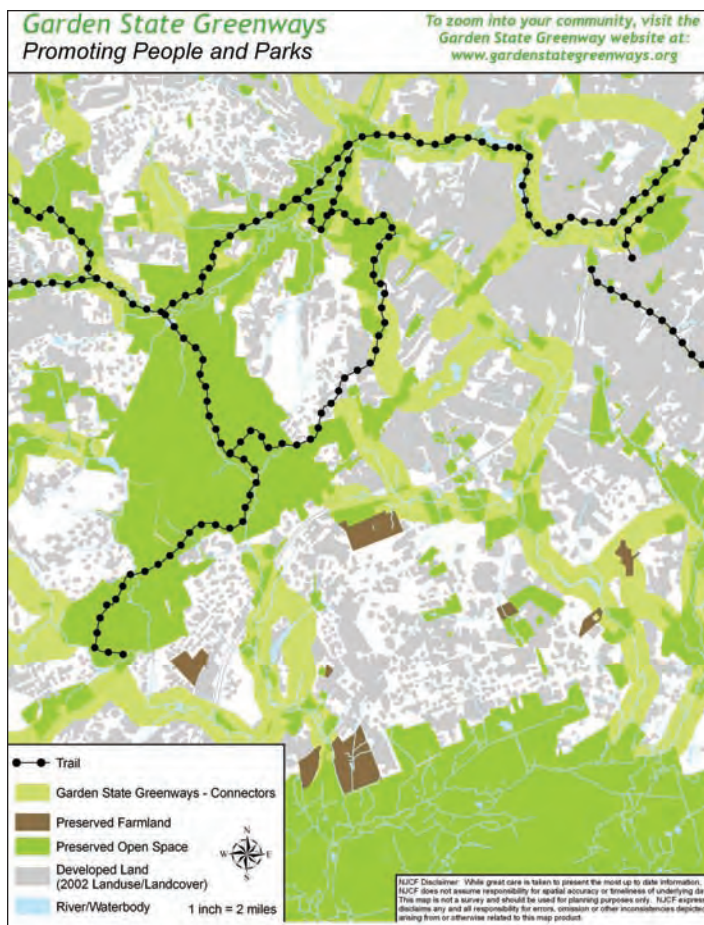 Garden State Greenways
Promoting People and Parks
To zoom into your community, visit the
Garden State Greenway website at:
www.gardenstategreenways.org
Trail
Garden State Greenways - Connectors
Preserved Farmland
Preserved Open Space
Developed Land
(2002 Landuse/Landcover)
River/Waterbody
N
W E
S
1 inch = 2 miles
NJCF Disclaimer: While great care is taken to present the most up to date information,
NJCF does not assume responsibility for spatial accuracy or timeliness of underlying da
This map is not a survey and should be used for planning purposes only. NJCF express
disclaims any and all responsibility for errors, omission or other inconsistencies depicted
arising from or otherwise related to this map product.